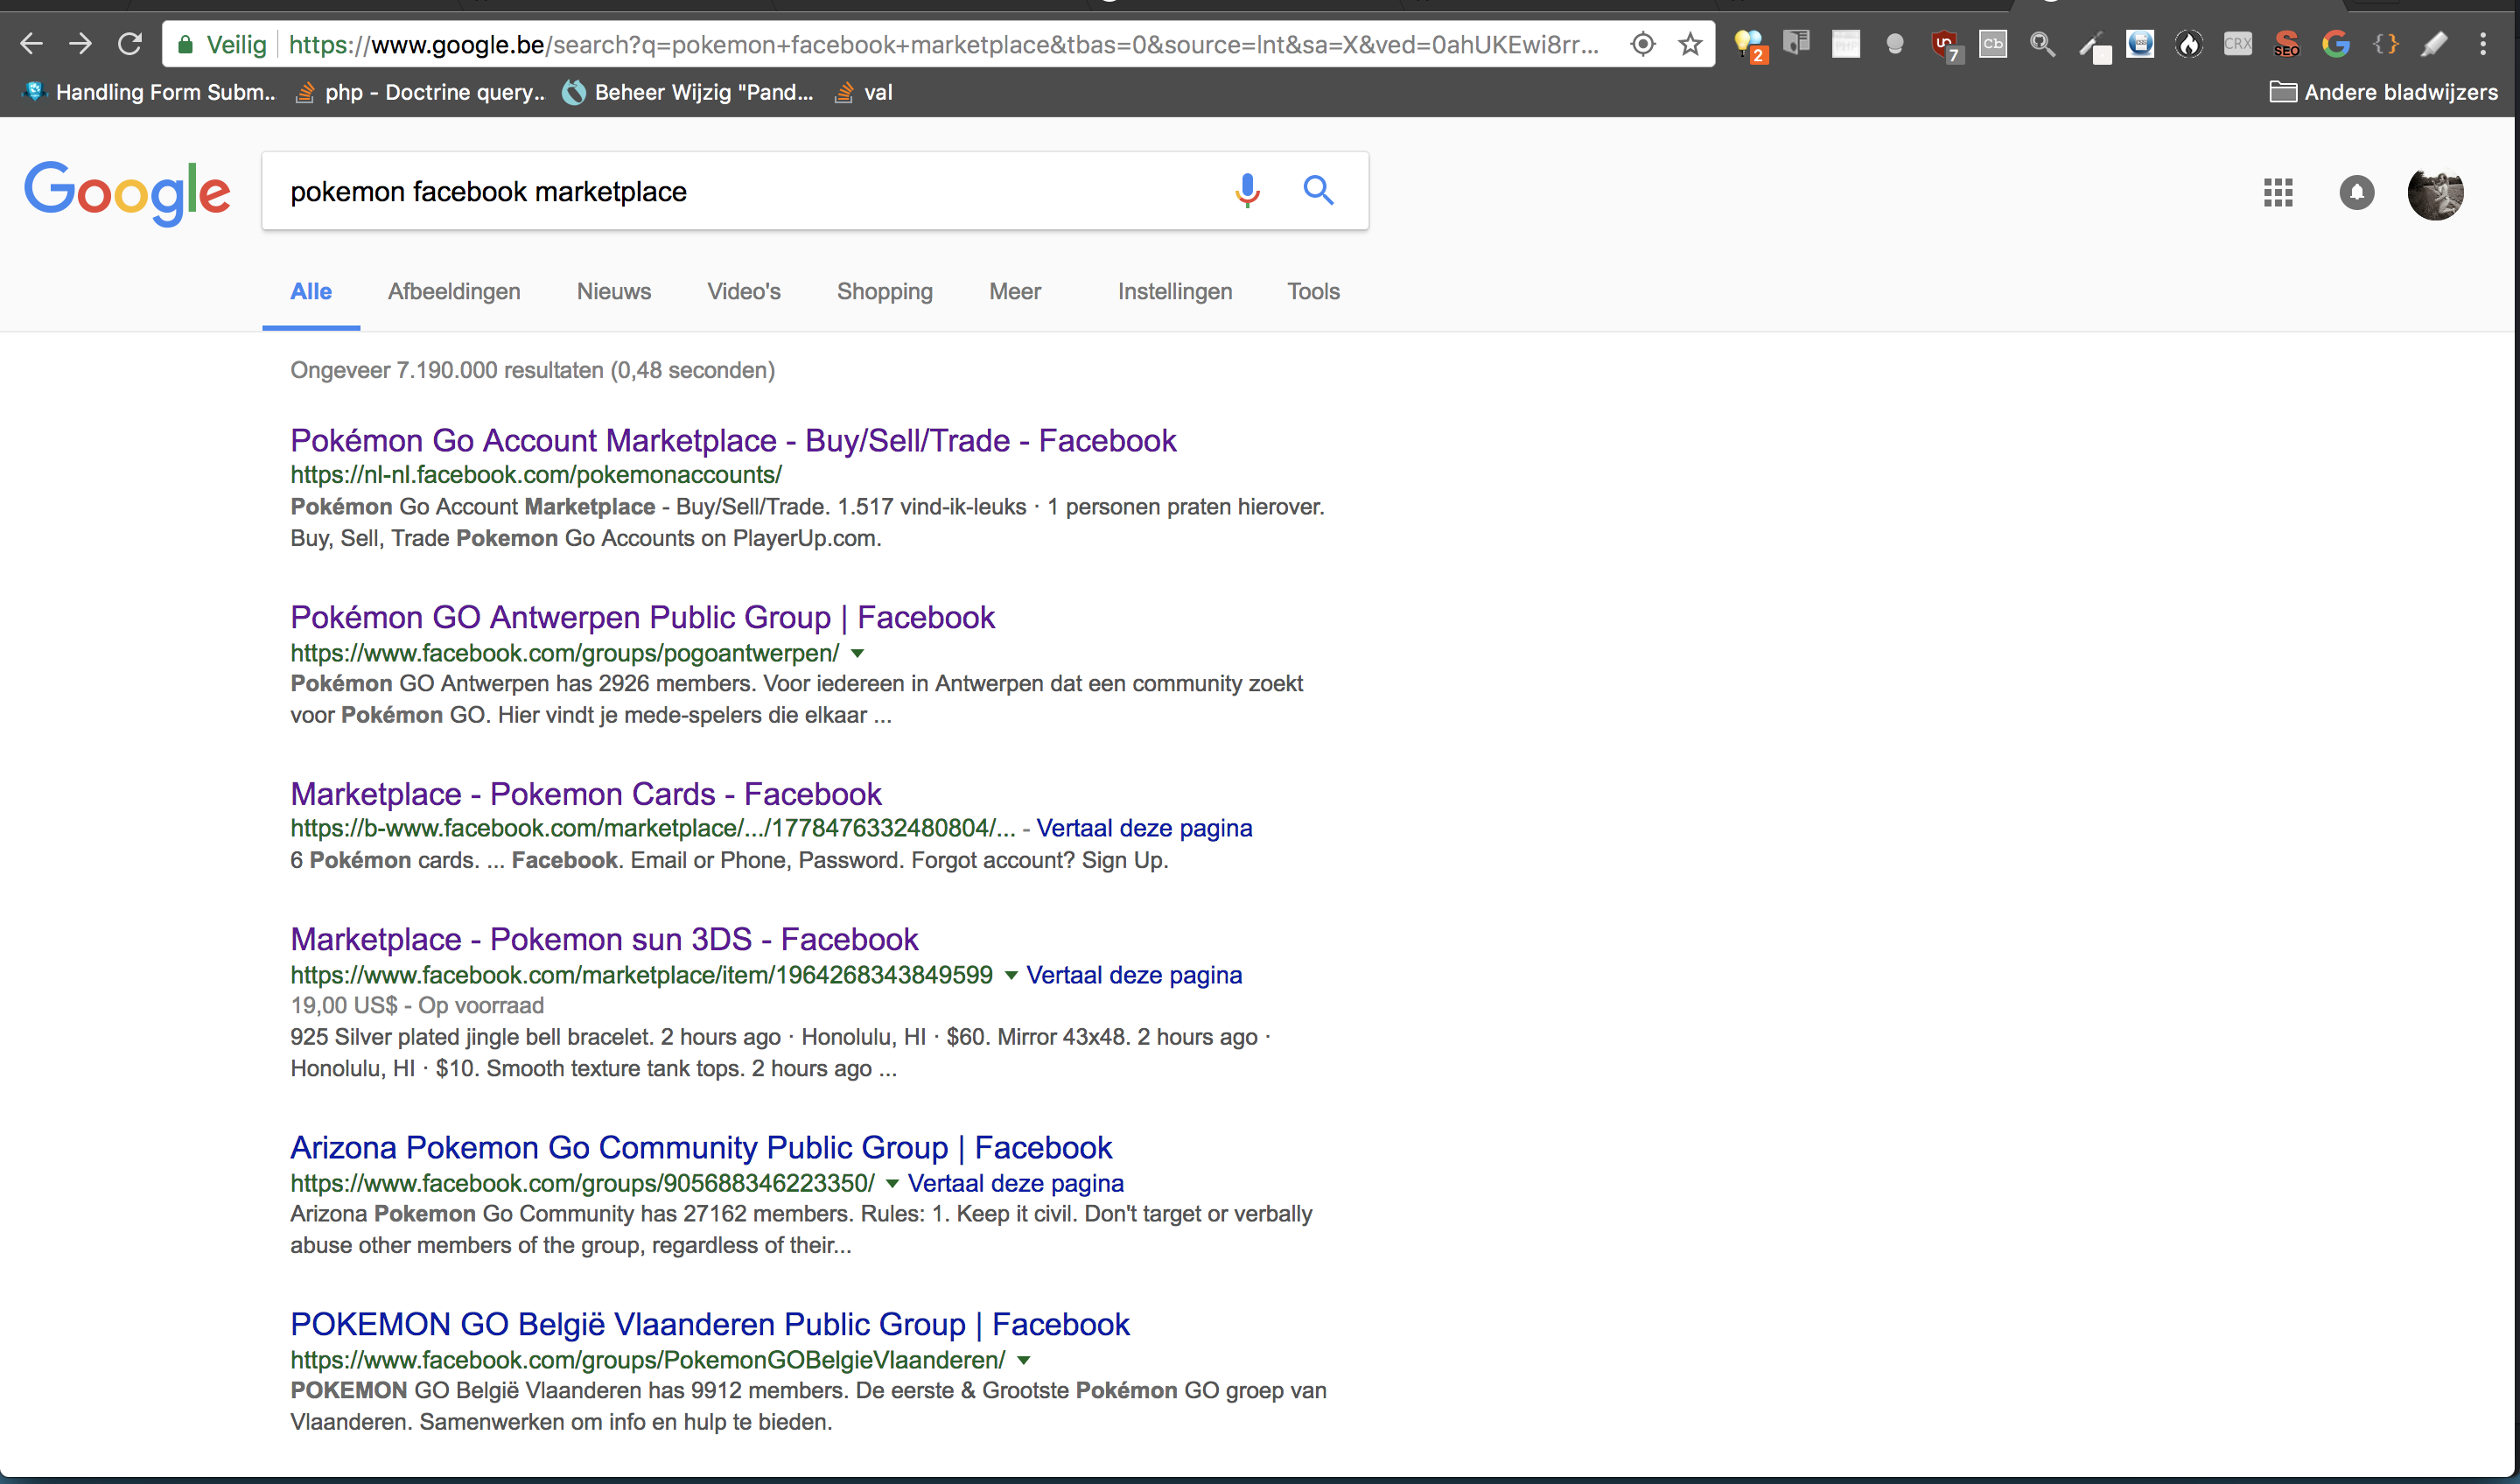 Veilig https://www.google.be/search?q=pokemon+facebook+marketplace&tbas=0&source=lnt&sa=X&ved=0ahUKEwi8rr...
2
7
cb
CRX
SEO
Handling Form Subm..
php - Doctrine query..
Beheer Wijzig "Pand...
val
Andere bladwijzers
Google
pokemon facebook marketplace
Alle Afbeeldingen Nieuws Video's Shopping Meer Instellingen Tools
Ongeveer 7.190.000 resultaten (0,48 seconden)
Pokémon Go Account Marketplace - Buy/Sell/Trade - Facebook
https://nl-nl.facebook.com/pokemonaccounts/
Pokémon Go Account Marketplace - Buy/Sell/Trade. 1.517 vind-ik-leuks · 1 personen praten hierover.
Buy, Sell, Trade Pokemon Go Accounts on PlayerUp.com.
Pokémon GO Antwerpen Public Group | Facebook
https://www.facebook.com/groups/pogoantwerpen/
Pokémon GO Antwerpen has 2926 members. Voor iedereen in Antwerpen dat een community zoekt
voor Pokémon GO. Hier vindt je mede-spelers die elkaar ...
Marketplace - Pokemon Cards - Facebook
https://b-www.facebook.com/marketplace/.../1778476332480804/... - Vertaal deze pagina
6 Pokémon cards. ... Facebook. Email or Phone, Password. Forgot account? Sign Up.
Marketplace - Pokemon sun 3DS - Facebook
https://www.facebook.com/marketplace/item/1964268343849599 Vertaal deze pagina
19,00 US$ - Op voorraad
925 Silver plated jingle bell bracelet. 2 hours ago · Honolulu, HI · $60. Mirror 43x48. 2 hours ago ·
Honolulu, HI · $10. Smooth texture tank tops. 2 hours ago ...
Arizona Pokemon Go Community Public Group | Facebook
https://www.facebook.com/groups/905688346223350/ Vertaal deze pagina
Arizona Pokemon Go Community has 27162 members. Rules: 1. Keep it civil. Don't target or verbally
abuse other members of the group, regardless of their...
POKEMON GO België Vlaanderen Public Group | Facebook
https://www.facebook.com/groups/PokemonGOBelgieVlaanderen/
POKEMON GO België Vlaanderen has 9912 members. De eerste & Grootste Pokémon GO groep van
Vlaanderen. Samenwerken om info en hulp te bieden.